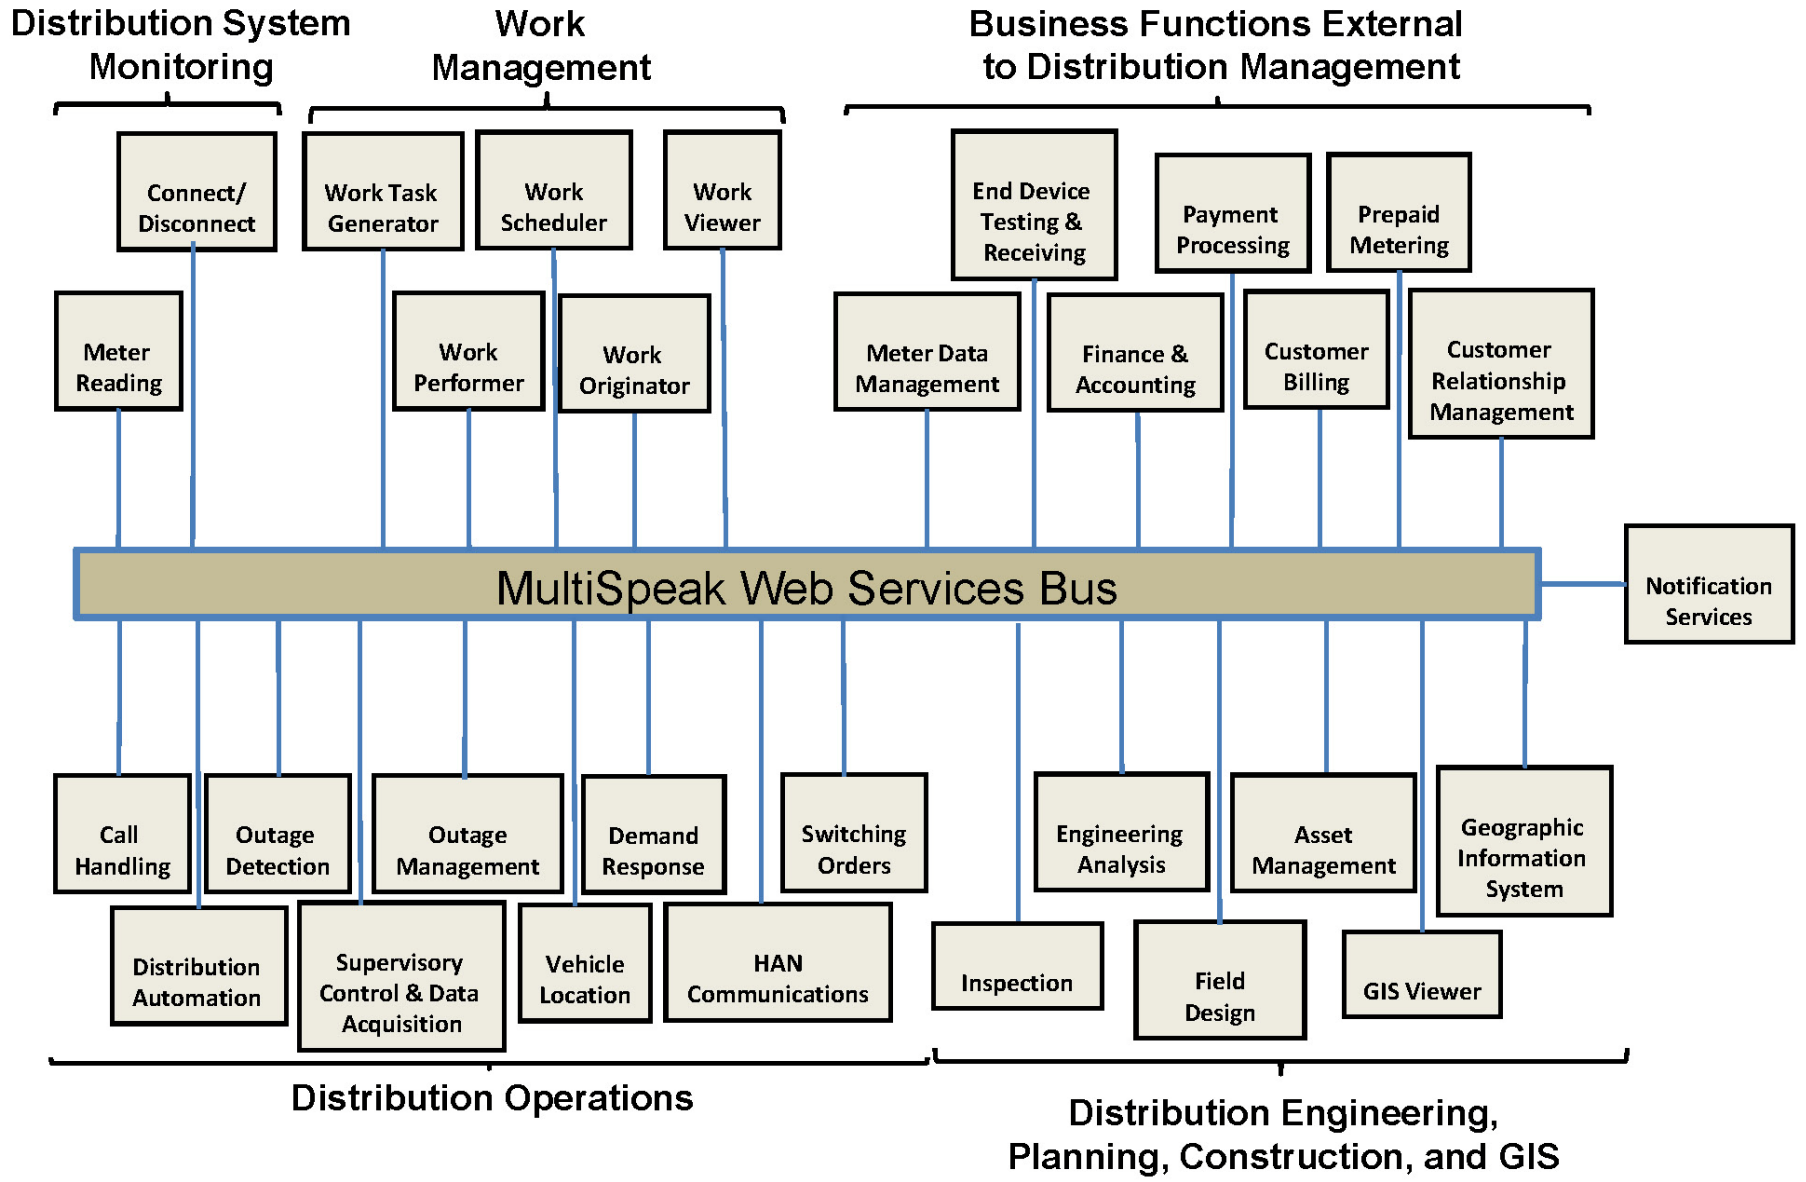 Distribution System
Monitoring
Work
Management
Business Functions External
to Distribution Management
Connect/
Disconnect
Work Task
Generator
Work
Scheduler
Work
Viewer
End Device
Testing &
Receiving
Payment
Processing
Prepaid
Metering
Meter
Reading
Work
Performer
Work
Originator
Meter Data
Management
Finance &
Accounting
Customer
Billing
Customer
Relationship
Management
MultiSpeak Web Services Bus
Notification
Services
Call
Handling
Outage
Detection
Outage
Management
Demand
Response
Switching
Orders
Engineering
Analysis
Asset
Management
Geographic
Information
System
Distribution
Automation
Supervisory
Control & Data
Acquisition
Vehicle
Location
HAN
Communications
Inspection
Field
Design
GIS Viewer
Distribution Operations
Distribution Engineering,
Planning, Construction, and GIS